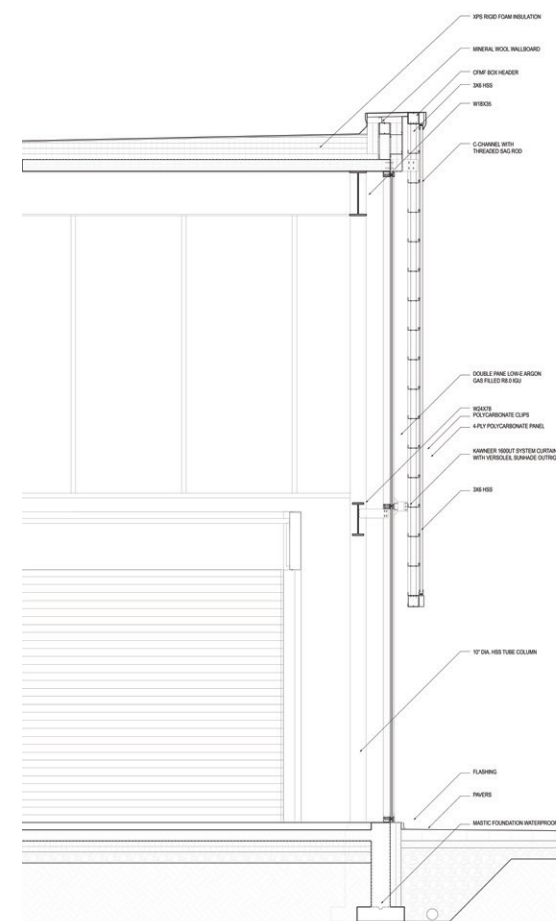 XPS RIGID FOAM INSULATION
MINERAL WOOL WALLBOARD
CFMF BOX HEADER
3X6 HSS
W18X35
C-CHANNEL WITH
THREADED SAG ROD
DOUBLE PANE LOW-E ARGON
GAS FILLED R8.0 IGU
W24X78
POLYCARBONATE CLIPS
4-PLY POLYCARBONATE PANEL
KAWNEER 1600UT SYSTEM CURTAIN
WITH VERSOLEIL SUNHADE OUTRIG
3X6 HSS
10" DIA. HSS TUBE COLUMN
FLASHING
PAVERS
MASTIC FOUNDATION WATERPROOF